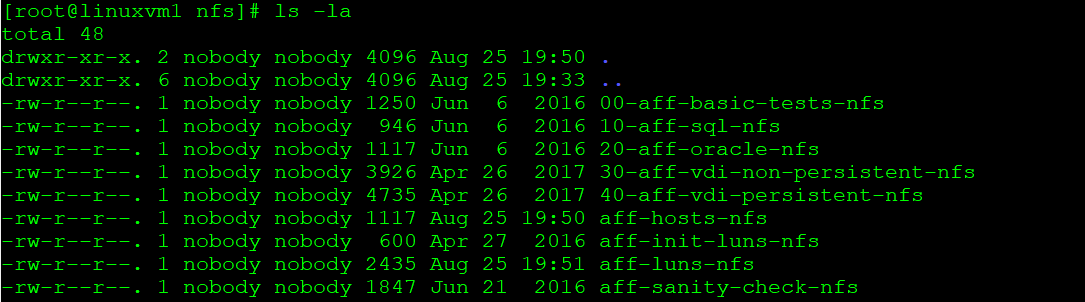 [root@linuxvm1 nfs]# ls -la
total 48
drwxr-xr-x. 2 nobody nobody 4096 Aug 25 19:50 .
drwxr-xr-x. 6 nobody nobody 4096 Aug 25 19:33 ..
-rw-r--r--. 1 nobody nobody 1250 Jun  6  2016 00-aff-basic-tests-nfs
-rw-r--r--. 1 nobody nobody  946 Jun  6  2016 10-aff-sql-nfs
-rw-r--r--. 1 nobody nobody 1117 Jun  6  2016 20-aff-oracle-nfs
-rw-r--r--. 1 nobody nobody 3926 Apr 26  2017 30-aff-vdi-non-persistent-nfs
-rw-r--r--. 1 nobody nobody 4735 Apr 26  2017 40-aff-vdi-persistent-nfs
-rw-r--r--. 1 nobody nobody 1117 Aug 25 19:50 aff-hosts-nfs
-rw-r--r--. 1 nobody nobody  600 Apr 27  2016 aff-init-luns-nfs
-rw-r--r--. 1 nobody nobody 2435 Aug 25 19:51 aff-luns-nfs
-rw-r--r--. 1 nobody nobody 1847 Jun 21  2016 aff-sanity-check-nfs